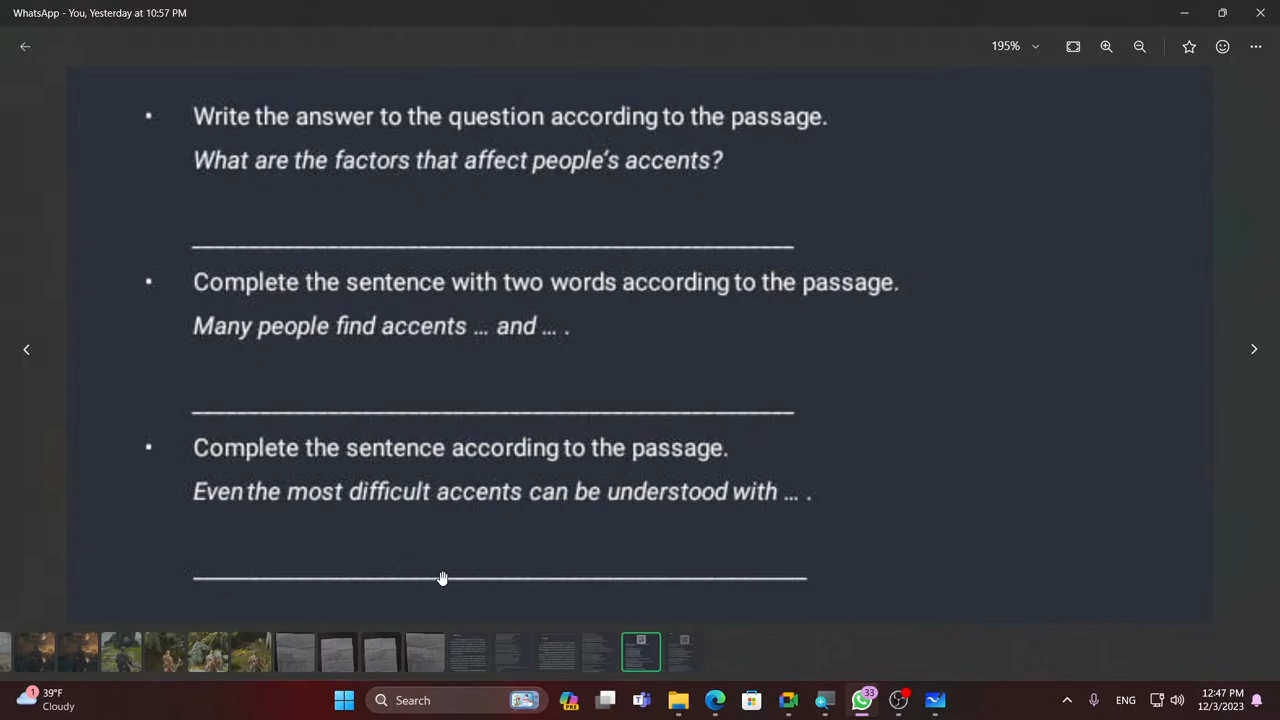 WhatsApp - You, Yesterday at 10:57 PM
195%
• Write the answer to the question according to the passage.
What are the factors that affect people's accents?
• Complete the sentence with two words according to the passage.
Many people find accents ... and ... .
• Complete the sentence according to the passage.
Even the most difficult accents can be understood with ... .
1
39°F
Cloudy
Search
PRE
33
ENG
12:47 PM
12/3/2023